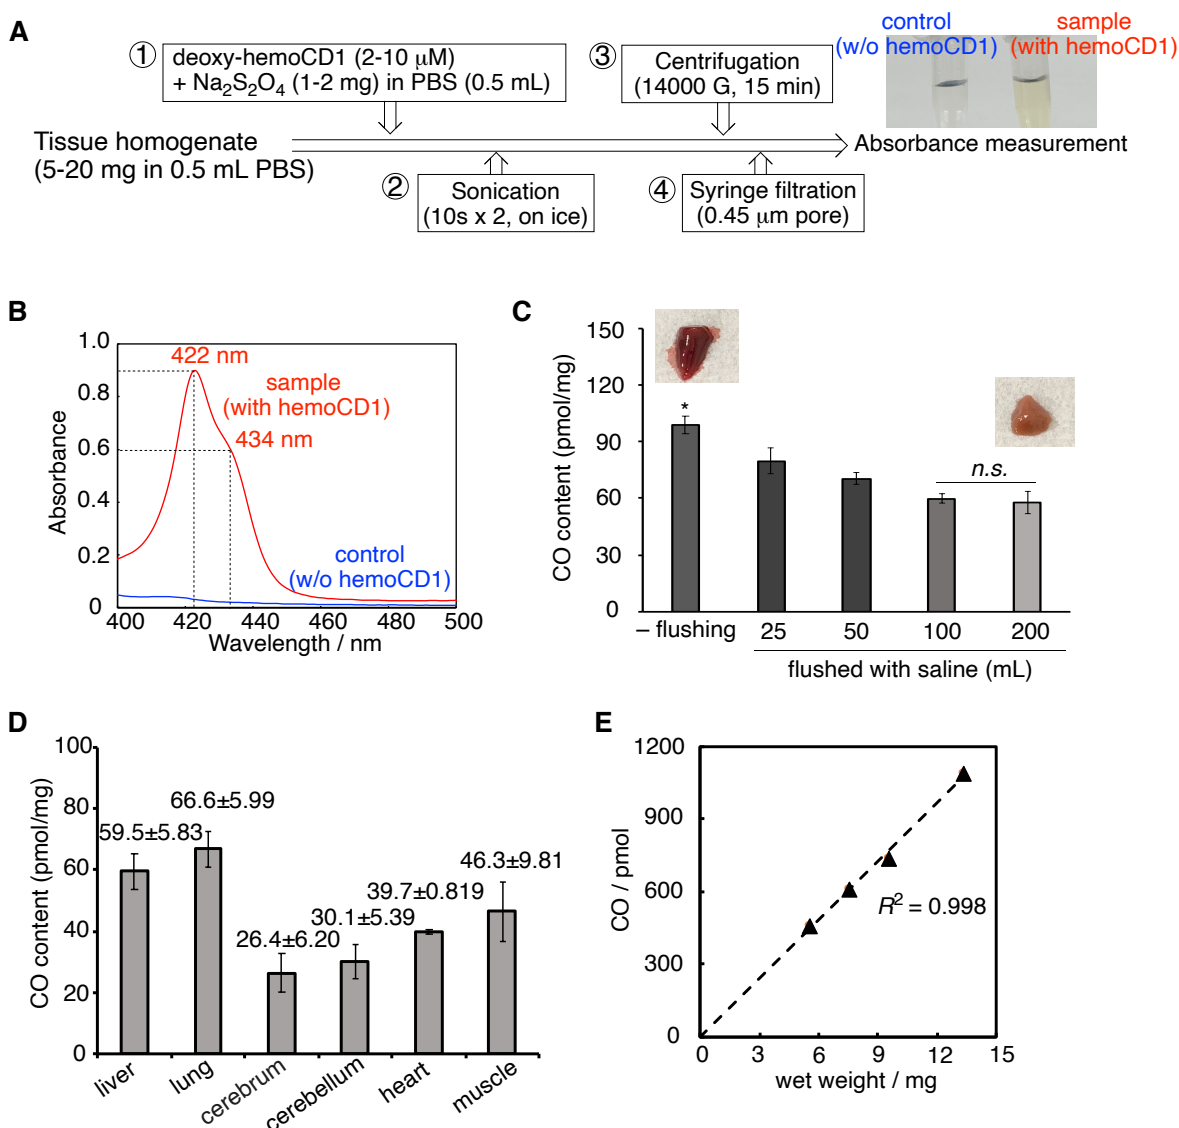 A
① deoxy-hemoCD1 (2-10 μM)
+ Na₂S₂O₄ (1-2 mg) in PBS (0.5 mL)
③ Centrifugation
(14000 G, 15 min)
control
(w/o hemoCD1)
sample
(with hemoCD1)
Tissue homogenate
(5-20 mg in 0.5 mL PBS)
Absorbance measurement
② Sonication
(10s x 2, on ice)
④ Syringe filtration
(0.45 μm pore)
B
Absorbance
1.0
0.8
0.6
0.4
0.2
0
422 nm
sample
(with hemoCD1)
434 nm
control
(w/o hemoCD1)
400 420 440 460 480 500
Wavelength / nm
C
CO content (pmol/mg)
150
120
90
60
30
0
*
n.s.
– flushing 25 50 100 200
flushed with saline (mL)
D
CO content (pmol/mg)
100
80
60
40
20
0
59.5±5.83
66.6±5.99
26.4±6.20
30.1±5.39
39.7±0.819
46.3±9.81
liver lung cerebrum cerebellum heart muscle
E
CO / pmol
1200
900
600
300
0
R² = 0.998
0 3 6 9 12 15
wet weight / mg